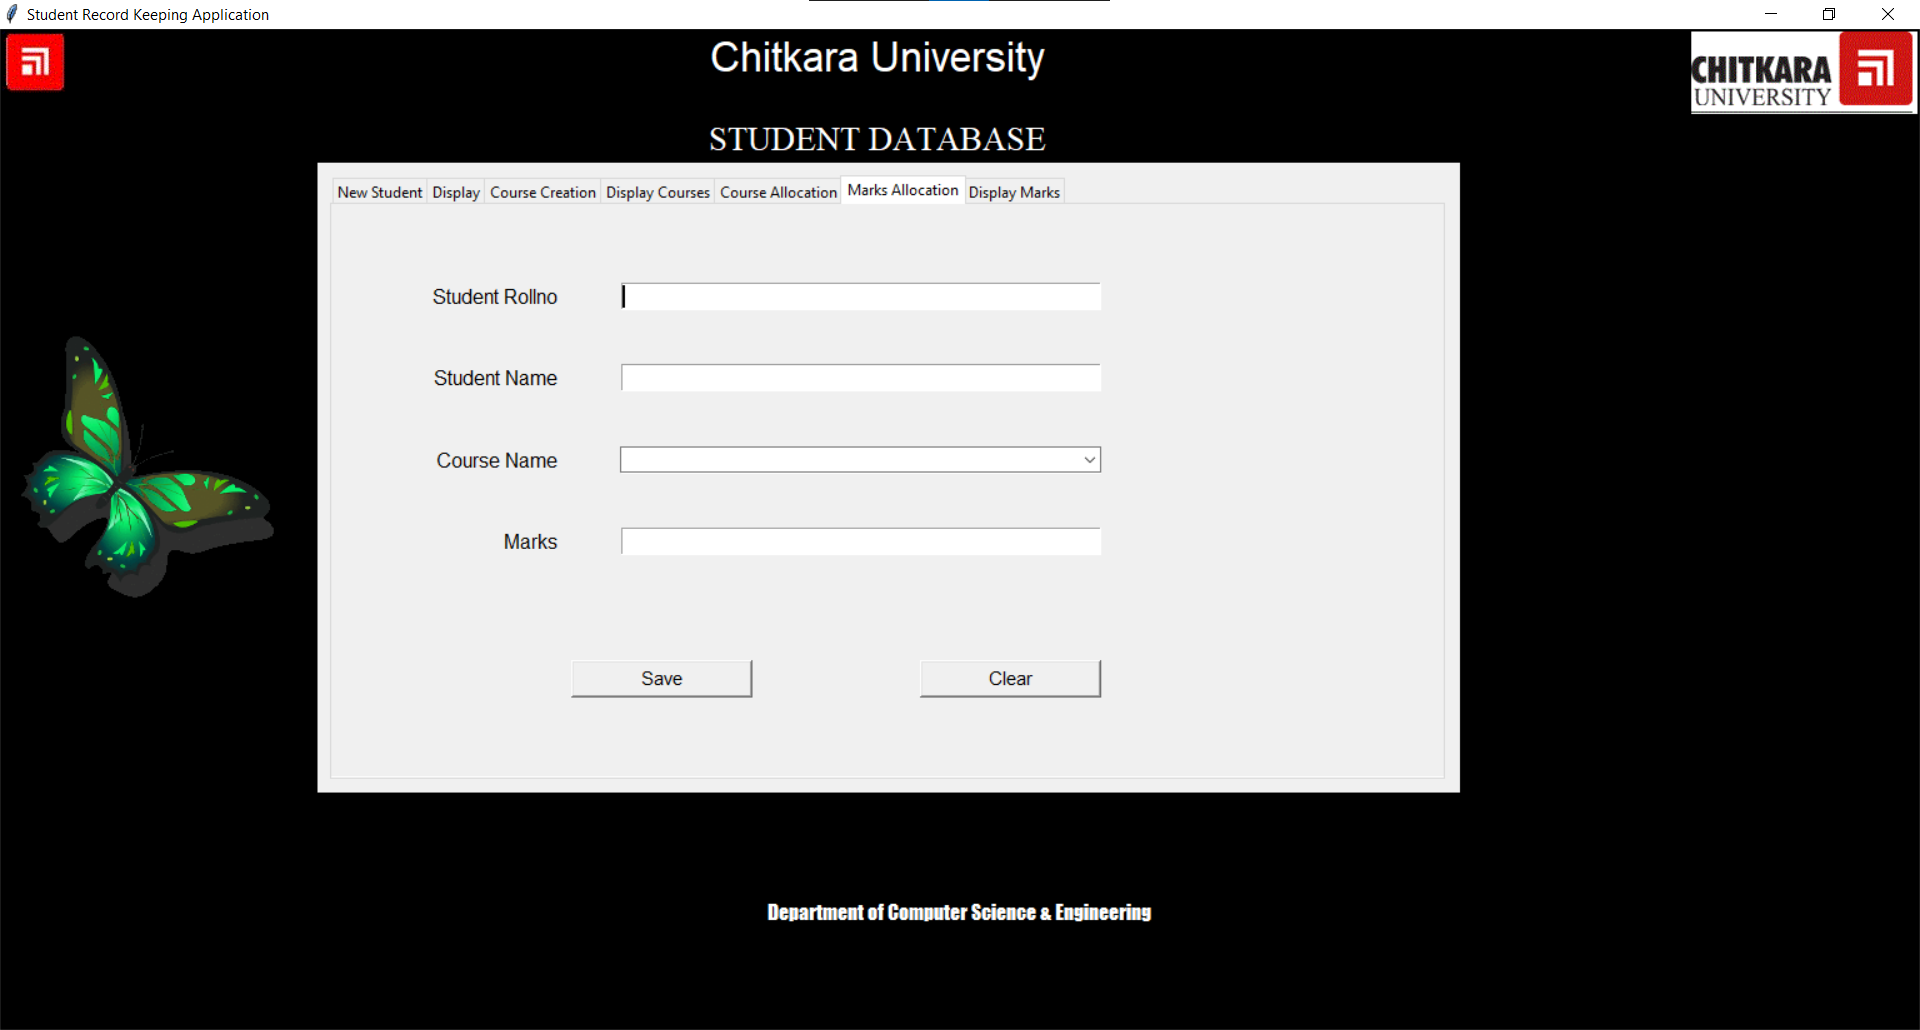 Student Record Keeping Application
Chitkara University
CHITKARA
UNIVERSITY
STUDENT DATABASE
New Student Display Course Creation Display Courses Course Allocation Marks Allocation Display Marks
Student Rollno
Student Name
Course Name
Marks
Save Clear
Department of Computer Science & Engineering